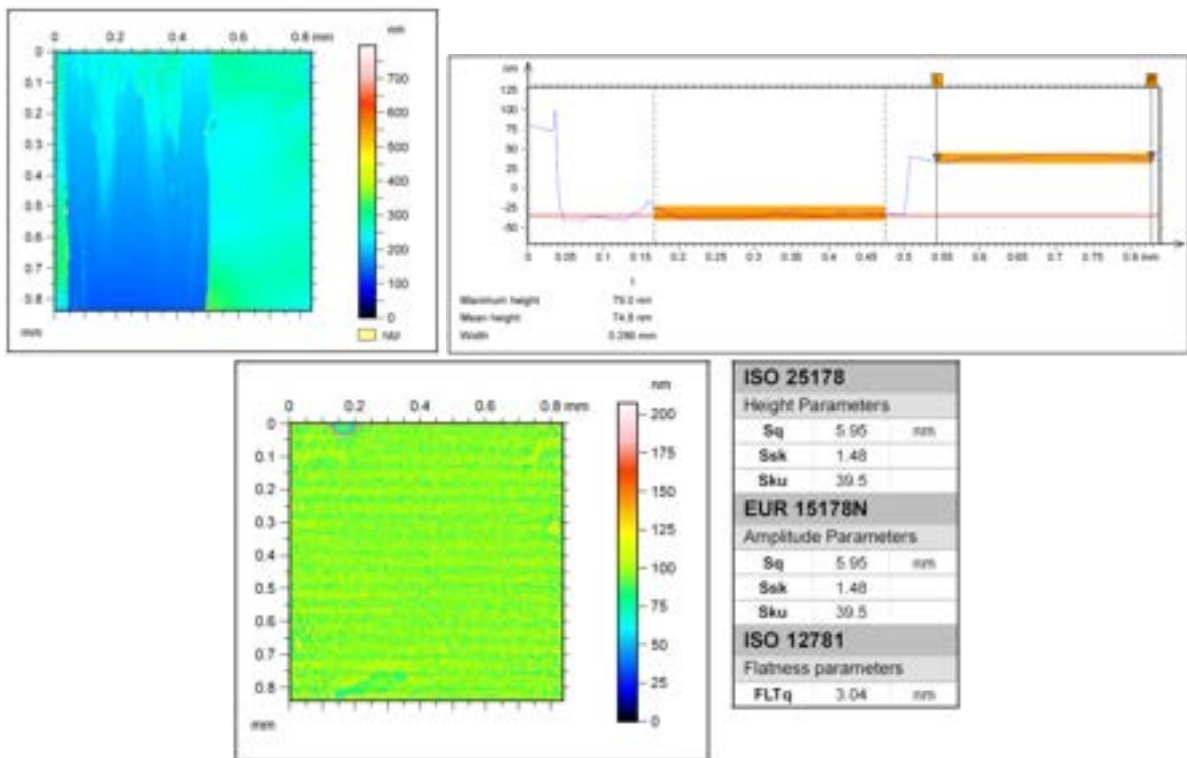 0 0.2 0.4 0.6 0.8 mm
nm
0
0.1
0.2
0.3
0.4
0.5
0.6
0.7
0.8
mm
700
600
500
400
300
200
100
0
nm
125
100
75
50
25
0
-25
-50
0 0.05 0.1 0.15 0.2 0.25 0.3 0.35 0.4 0.45 0.5 0.55 0.6 0.65 0.7 0.75 0.8 mm
1
Maximum height
Mean height 74.8 nm
Width mm
0 0.2 0.4 0.6 0.8 mm
nm
0
0.1
0.2
0.3
0.4
0.5
0.6
0.7
0.8
mm
200
175
150
125
100
75
50
25
0
ISO 25178
Height Parameters
Sq 5.95 nm
Ssk 1.48
Sku 39.5
EUR 15178N
Amplitude Parameters
Sq 5.95 nm
Ssk 1.48
Sku 39.5
ISO 12781
Flatness parameters
FLTq 3.04 nm